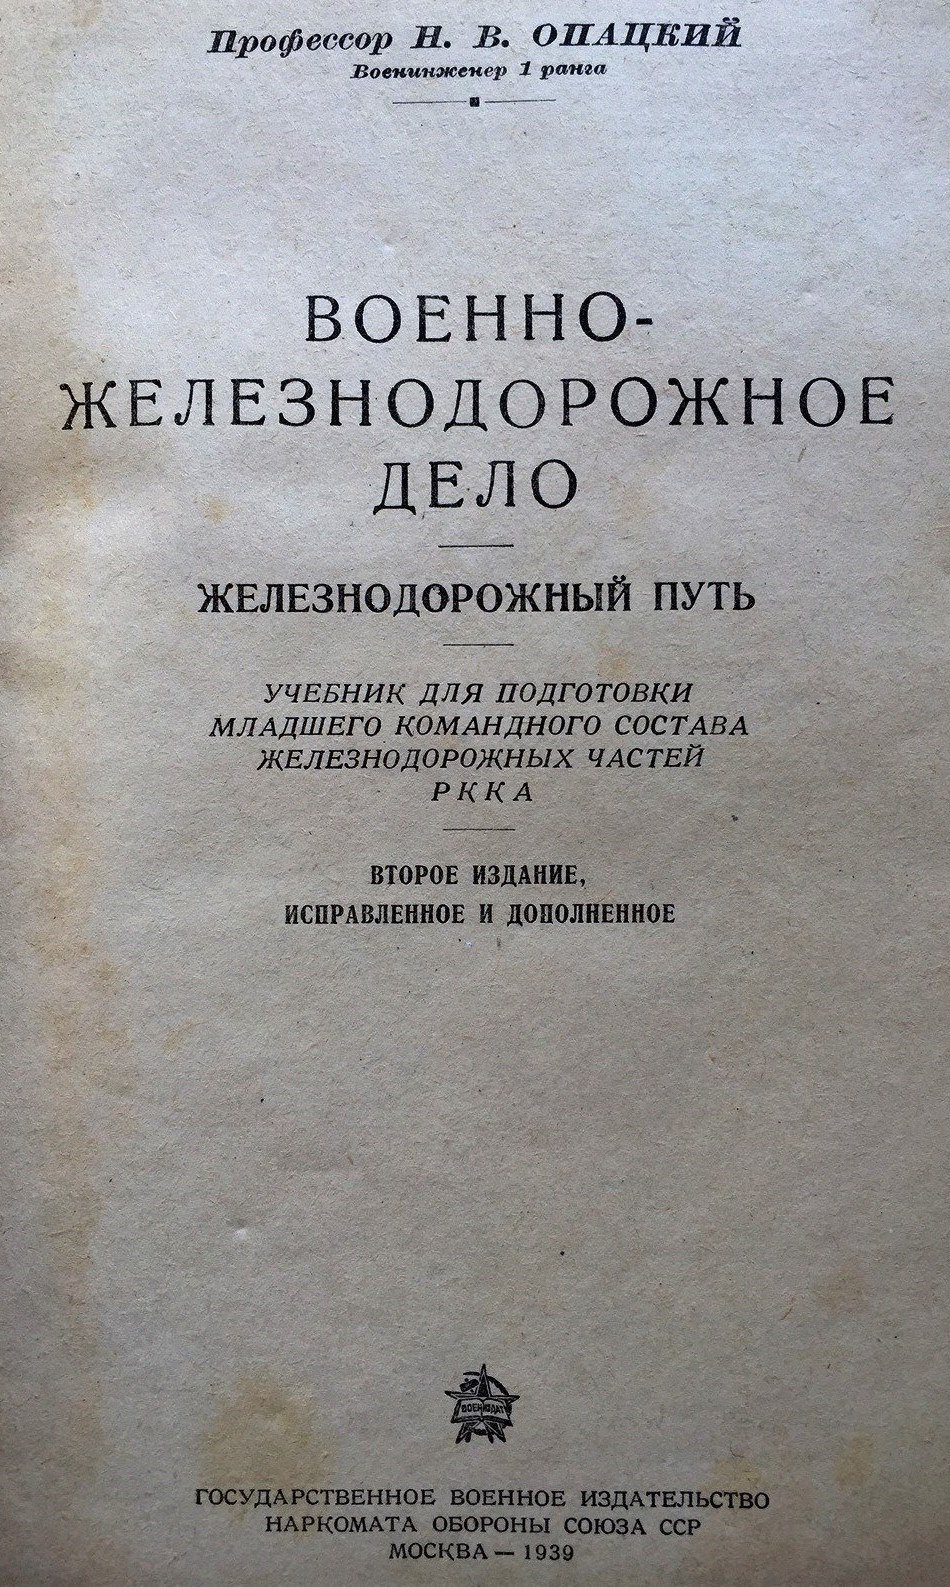 Профессор Н. В. ОПАЦКИЙ
Военинженер 1 ранга
ВОЕННО-
ЖЕЛЕЗНОДОРОЖНОЕ
ДЕЛО
ЖЕЛЕЗНОДОРОЖНЫЙ ПУТЬ
УЧЕБНИК ДЛЯ ПОДГОТОВКИ
МЛАДШЕГО КОМАНДНОГО СОСТАВА
ЖЕЛЕЗНОДОРОЖНЫХ ЧАСТЕЙ
РККА
ВТОРОЕ ИЗДАНИЕ,
ИСПРАВЛЕННОЕ И ДОПОЛНЕННОЕ
ВОЕНИЗДАТ
ГОСУДАРСТВЕННОЕ ВОЕННОЕ ИЗДАТЕЛЬСТВО
НАРКОМАТА ОБОРОНЫ СОЮЗА ССР
МОСКВА — 1939